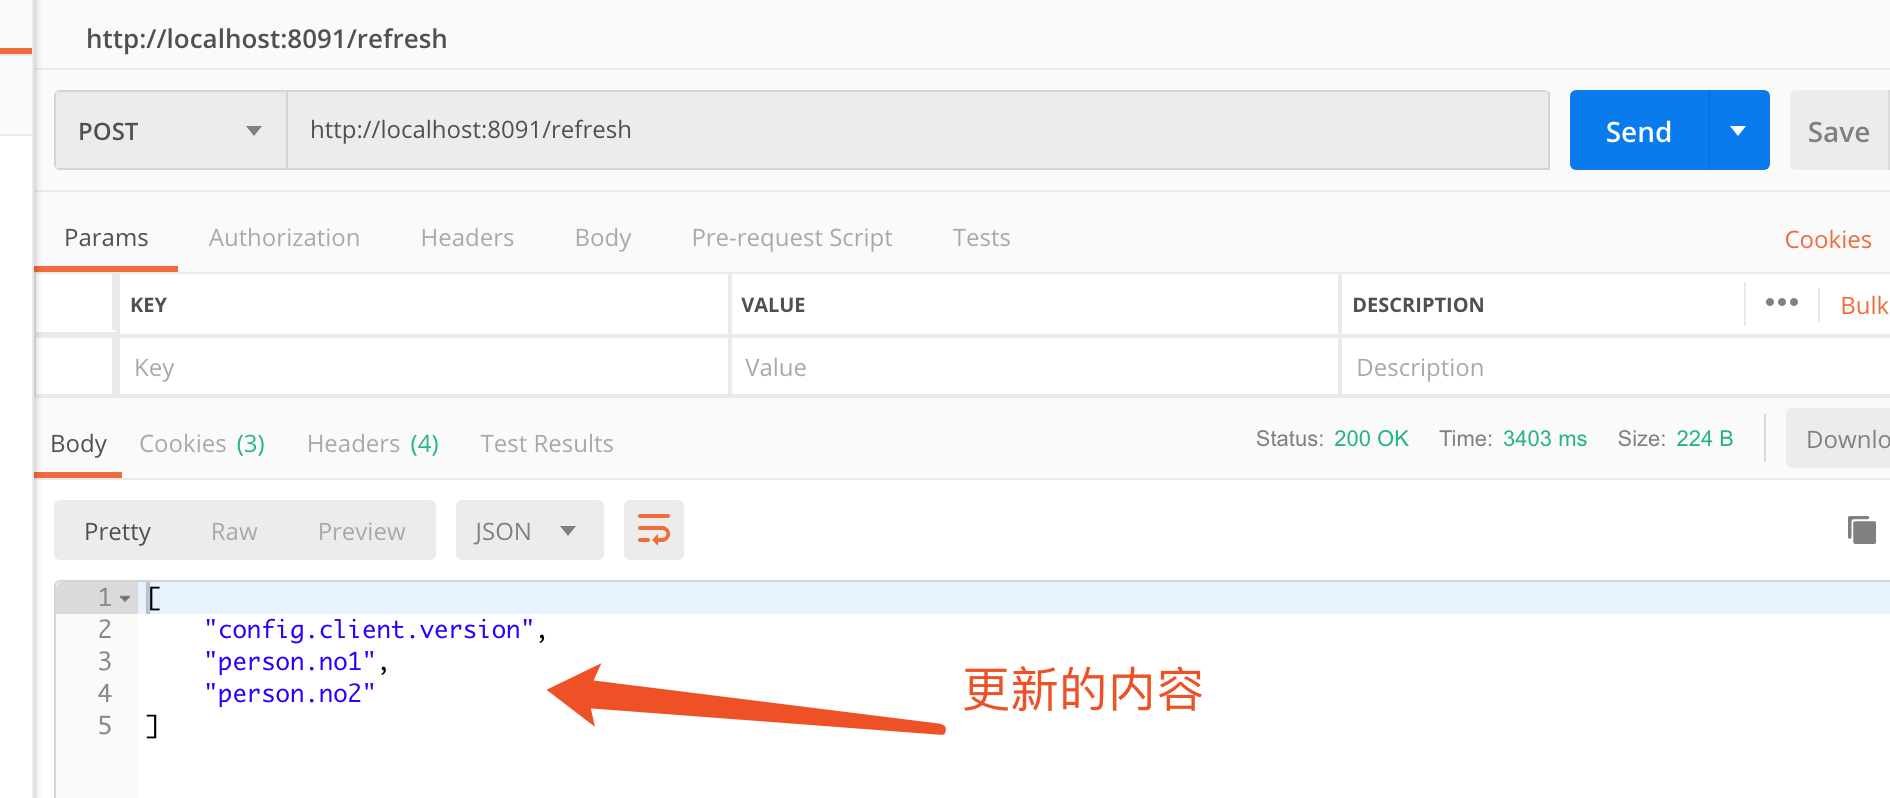 http://localhost:8091/refresh
POST http://localhost:8091/refresh Send Save
Params Authorization Headers Body Pre-request Script Tests Cookies
KEY VALUE DESCRIPTION ••• Bulk
Key Value Description
Body Cookies (3) Headers (4) Test Results Status: 200 OK Time: 3403 ms Size: 224 B Downlo
Pretty Raw Preview JSON
1 [
2 "config.client.version",
3 "person.no1",
4 "person.no2"
更新的内容
5 ]